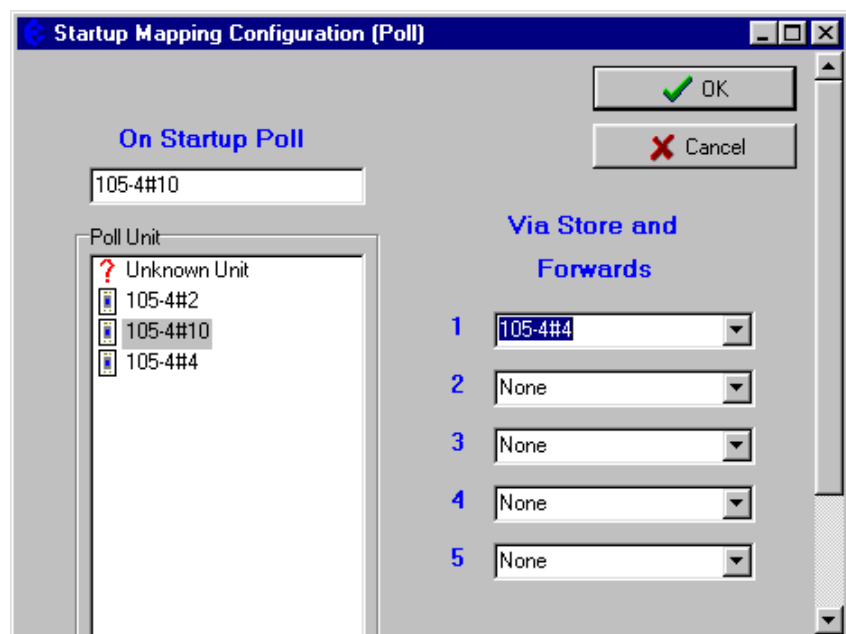 Startup Mapping Configuration (Poll)
OK
Cancel
On Startup Poll
105-4#10
Poll Unit
? Unknown Unit
105-4#2
105-4#10
105-4#4
Via Store and
Forwards
1 105-4#4
2 None
3 None
4 None
5 None